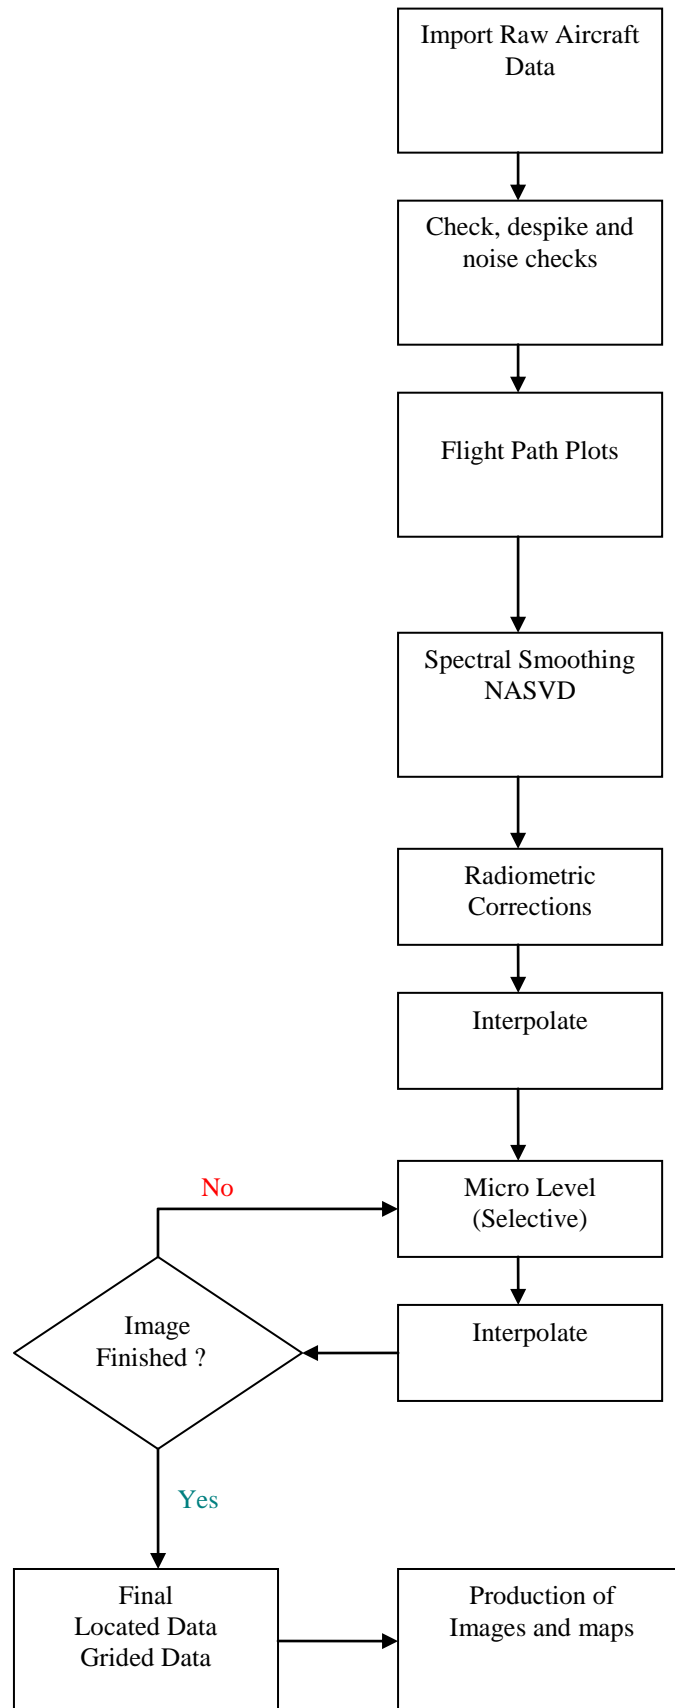 Import Raw Aircraft
Data
Check, despike and
noise checks
Flight Path Plots
Spectral Smoothing
NASVD
Radiometric
Corrections
Interpolate
No
Micro Level
(Selective)
Image
Finished ?
Interpolate
Yes
Final
Located Data
Grided Data
Production of
Images and maps